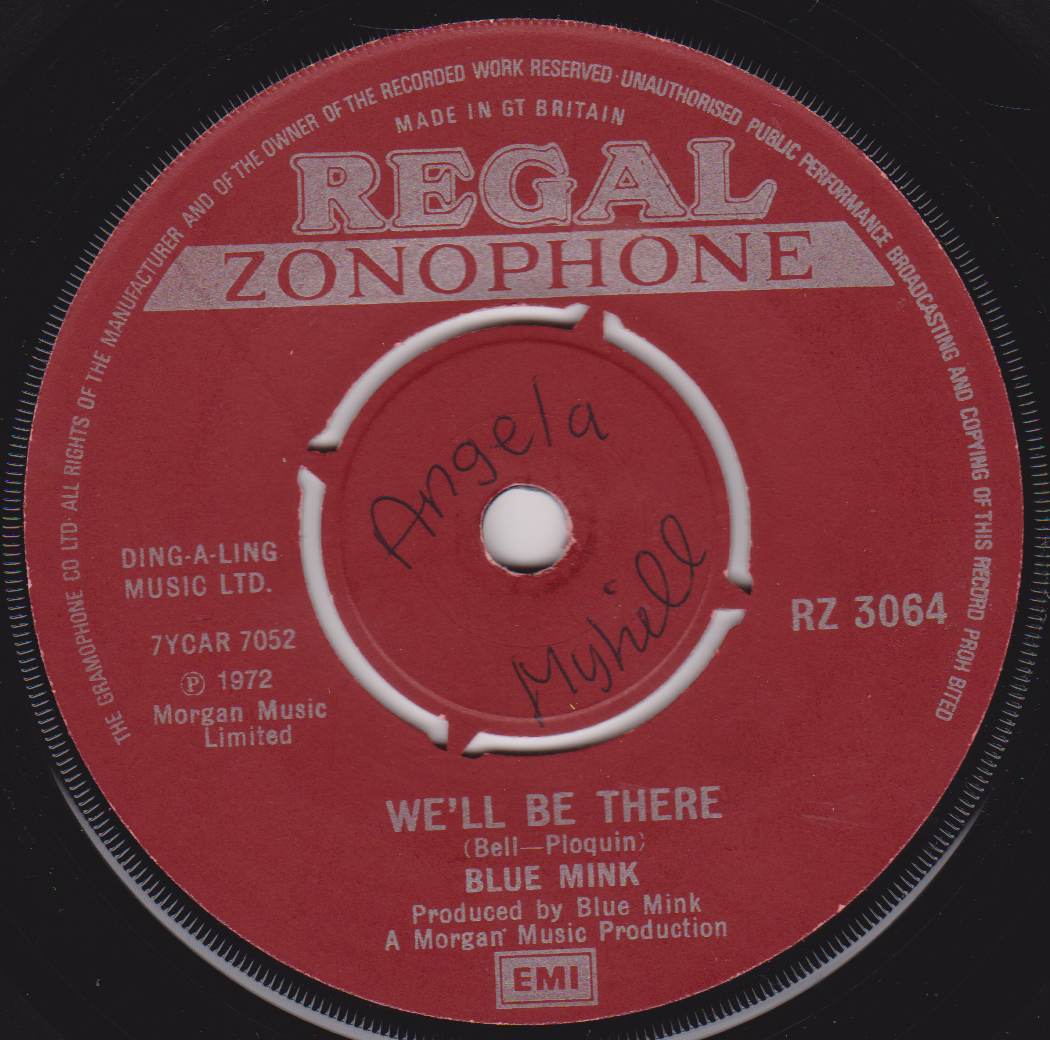 THE GRAMOPHONE CO LTD· ALL RIGHTS OF THE MANUFACTURER AND OF THE OWNER OF THE RECORDED WORK RESERVED·UNAUTHORISED PUBLIC PERFORMANCE BROADCASTING AND COPYING OF THIS RECORD PROHIBITED
MADE IN GT BRITAIN
REGAL
ZONOPHONE
Angela
Myhill
DING-A-LING
MUSIC LTD.
7YCAR 7052
℗ 1972
Morgan Music
Limited
RZ 3064
WE'LL BE THERE
(Bell—Ploquin)
BLUE MINK
Produced by Blue Mink
A Morgan Music Production
EMI